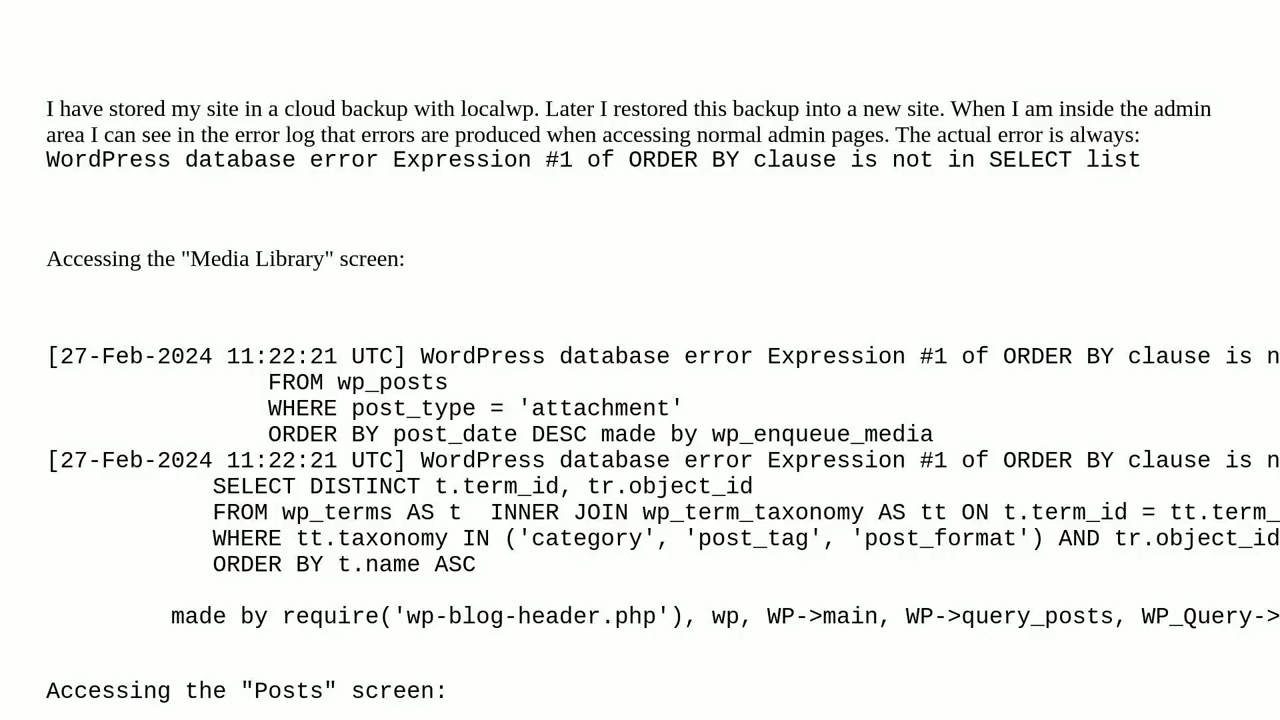 I have stored my site in a cloud backup with localwp. Later I restored this backup into a new site. When I am inside the admin
area I can see in the error log that errors are produced when accessing normal admin pages. The actual error is always:
WordPress database error Expression #1 of ORDER BY clause is not in SELECT list
Accessing the "Media Library" screen:
[27-Feb-2024 11:22:21 UTC] WordPress database error Expression #1 of ORDER BY clause is n
FROM wp_posts
WHERE post_type = 'attachment'
ORDER BY post_date DESC made by wp_enqueue_media
[27-Feb-2024 11:22:21 UTC] WordPress database error Expression #1 of ORDER BY clause is n
SELECT DISTINCT t.term_id, tr.object_id
FROM wp_terms AS t  INNER JOIN wp_term_taxonomy AS tt ON t.term_id = tt.term_
WHERE tt.taxonomy IN ('category', 'post_tag', 'post_format') AND tr.object_id
ORDER BY t.name ASC
made by require('wp-blog-header.php'), wp, WP->main, WP->query_posts, WP_Query->
Accessing the "Posts" screen: